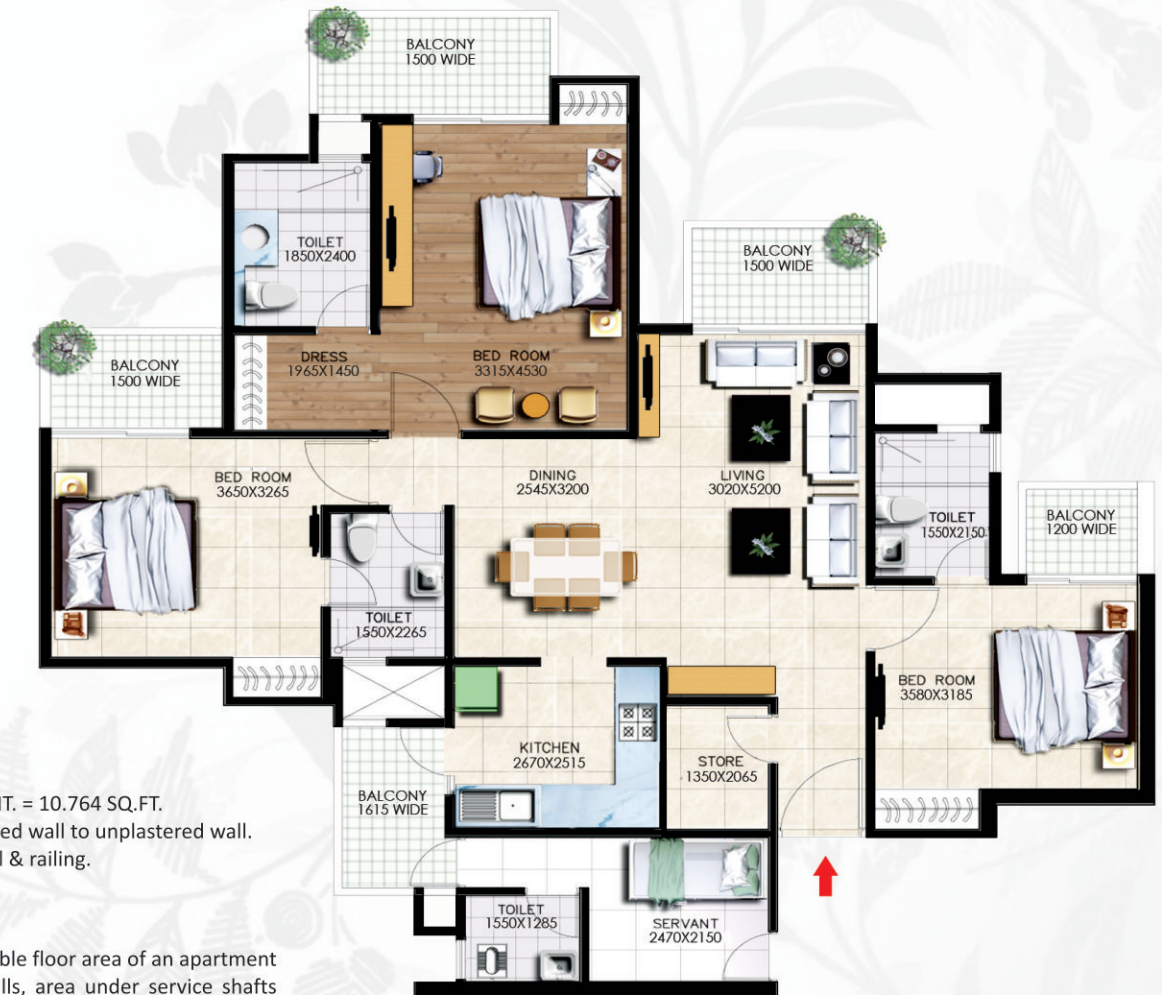 BALCONY
1500 WIDE
TOILET
1850X2400
BALCONY
1500 WIDE
BALCONY
1500 WIDE
DRESS
1965X1450
BED ROOM
3315X4530
BED ROOM
3650X3265
DINING
2545X3200
LIVING
3020X5200
TOILET
1550X2150
BALCONY
1200 WIDE
TOILET
1550X2265
BED ROOM
3580X3185
KITCHEN
2670X2515
STORE
1350X2065
BALCONY
1615 WIDE
TOILET
1550X1285
SERVANT
2470X2150
= 10.764 SQ.FT.
wall to unplastered wall.
& railing.
floor area of an apartment
area under service shafts